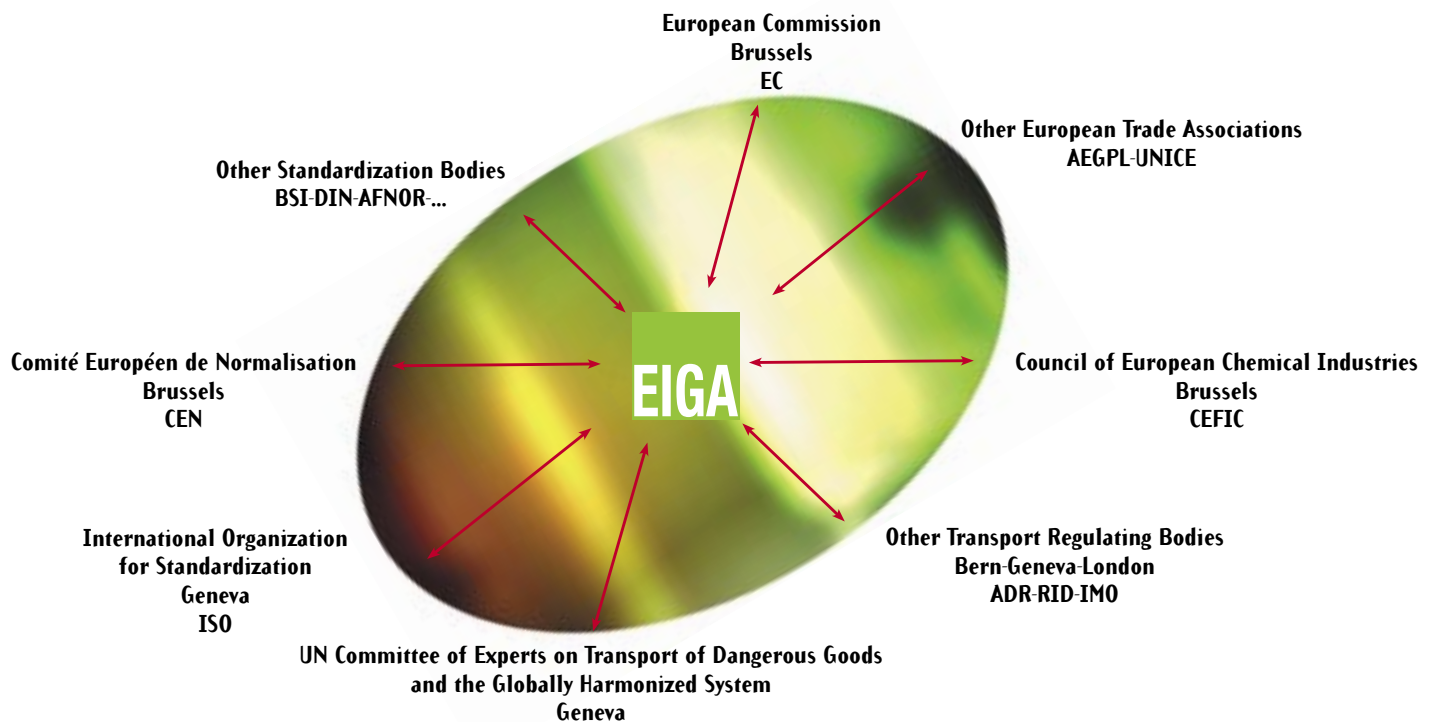 European Commission
Brussels
EC
Other European Trade Associations
AEGPL-UNICE
Other Standardization Bodies
BSI-DIN-AFNOR-...
EIGA
Comité Européen de Normalisation
Brussels
CEN
Council of European Chemical Industries
Brussels
CEFIC
International Organization
for Standardization
Geneva
ISO
Other Transport Regulating Bodies
Bern-Geneva-London
ADR-RID-IMO
UN Committee of Experts on Transport of Dangerous Goods
and the Globally Harmonized System
Geneva